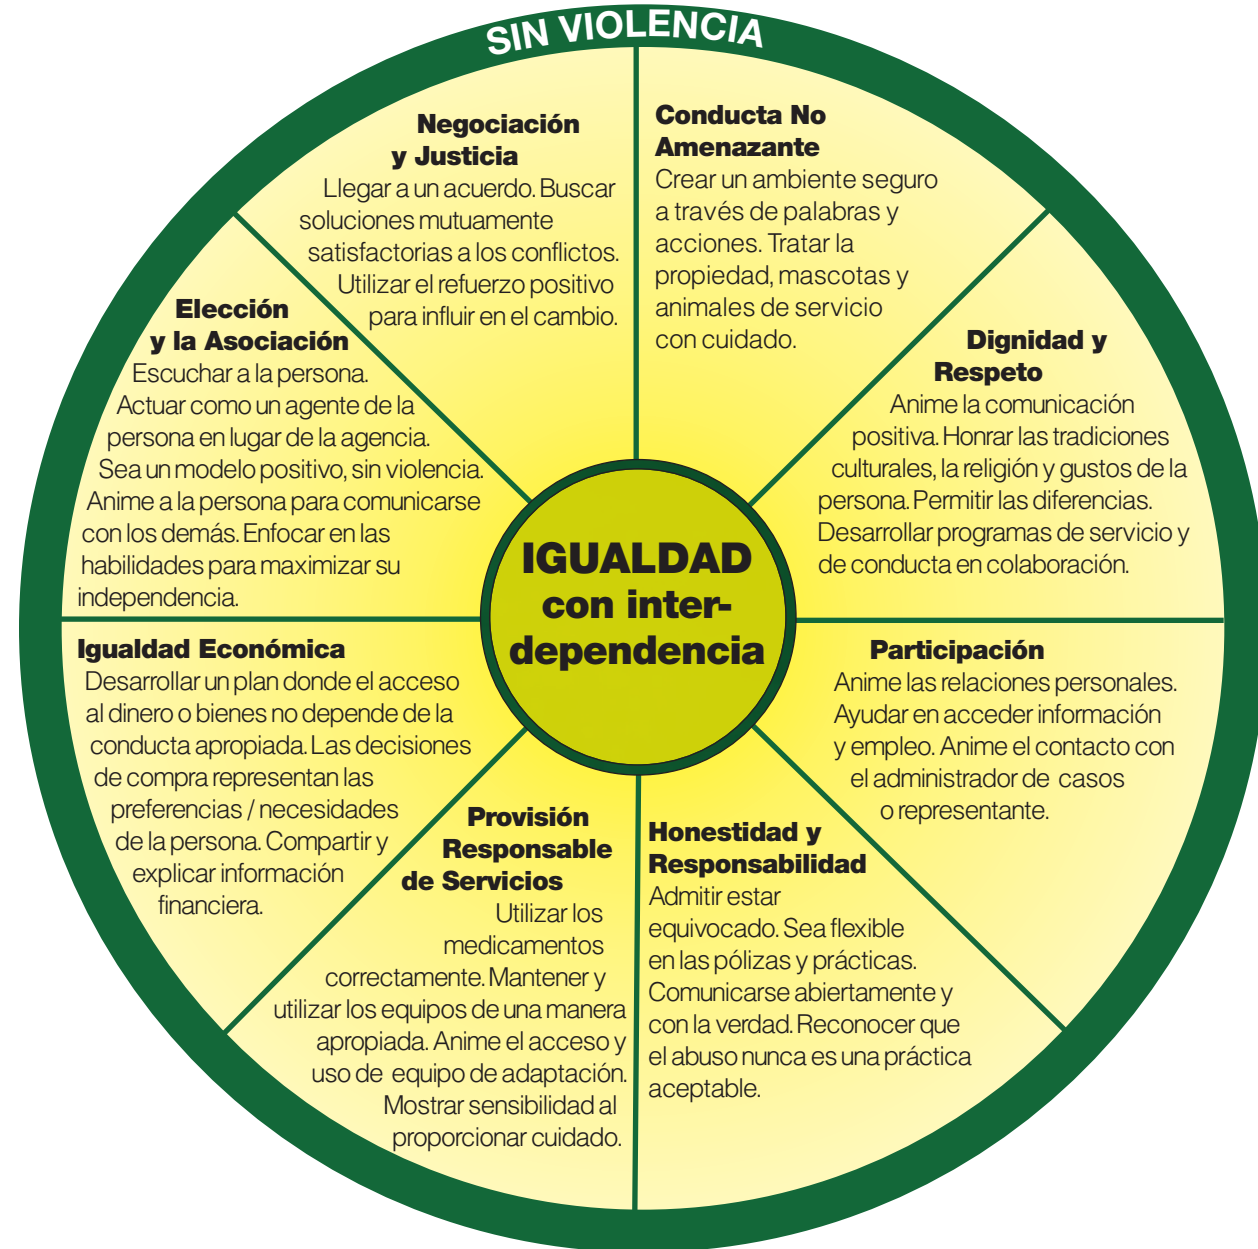 SIN VIOLENCIA
Conducta No
Amenazante
Crear un ambiente seguro
a través de palabras y
acciones. Tratar la
propiedad, mascotas y
animales de servicio
con cuidado.
Dignidad y
Respeto
Anime la comunicación
positiva. Honrar las tradiciones
culturales, la religión y gustos de la
persona. Permitir las diferencias.
Desarrollar programas de servicio y
de conducta en colaboración.
Participación
Anime las relaciones personales.
Ayudar en acceder información
y empleo. Anime el contacto con
el administrador de casos
o representante.
Honestidad y
Responsabilidad
Admitir estar
equivocado. Sea flexible
en las pólizas y prácticas.
Comunicarse abiertamente y
con la verdad. Reconocer que
el abuso nunca es una práctica
aceptable.
Provisión
Responsable
de Servicios
Utilizar los
medicamentos
correctamente. Mantener y
utilizar los equipos de una manera
apropiada. Anime el acceso y
uso de equipo de adaptación.
Mostrar sensibilidad al
proporcionar cuidado.
Igualdad Económica
Desarrollar un plan donde el acceso
al dinero o bienes no depende de la
conducta apropiada. Las decisiones
de compra representan las
preferencias / necesidades
de la persona. Compartir y
explicar información
financiera.
Elección
y la Asociación
Escuchar a la persona.
Actuar como un agente de la
persona en lugar de la agencia.
Sea un modelo positivo, sin violencia.
Anime a la persona para comunicarse
con los demás. Enfocar en las
habilidades para maximizar su
independencia.
Negociación
y Justicia
Llegar a un acuerdo. Buscar
soluciones mutuamente
satisfactorias a los conflictos.
Utilizar el refuerzo positivo
para influir en el cambio.
IGUALDAD
con inter-
dependencia